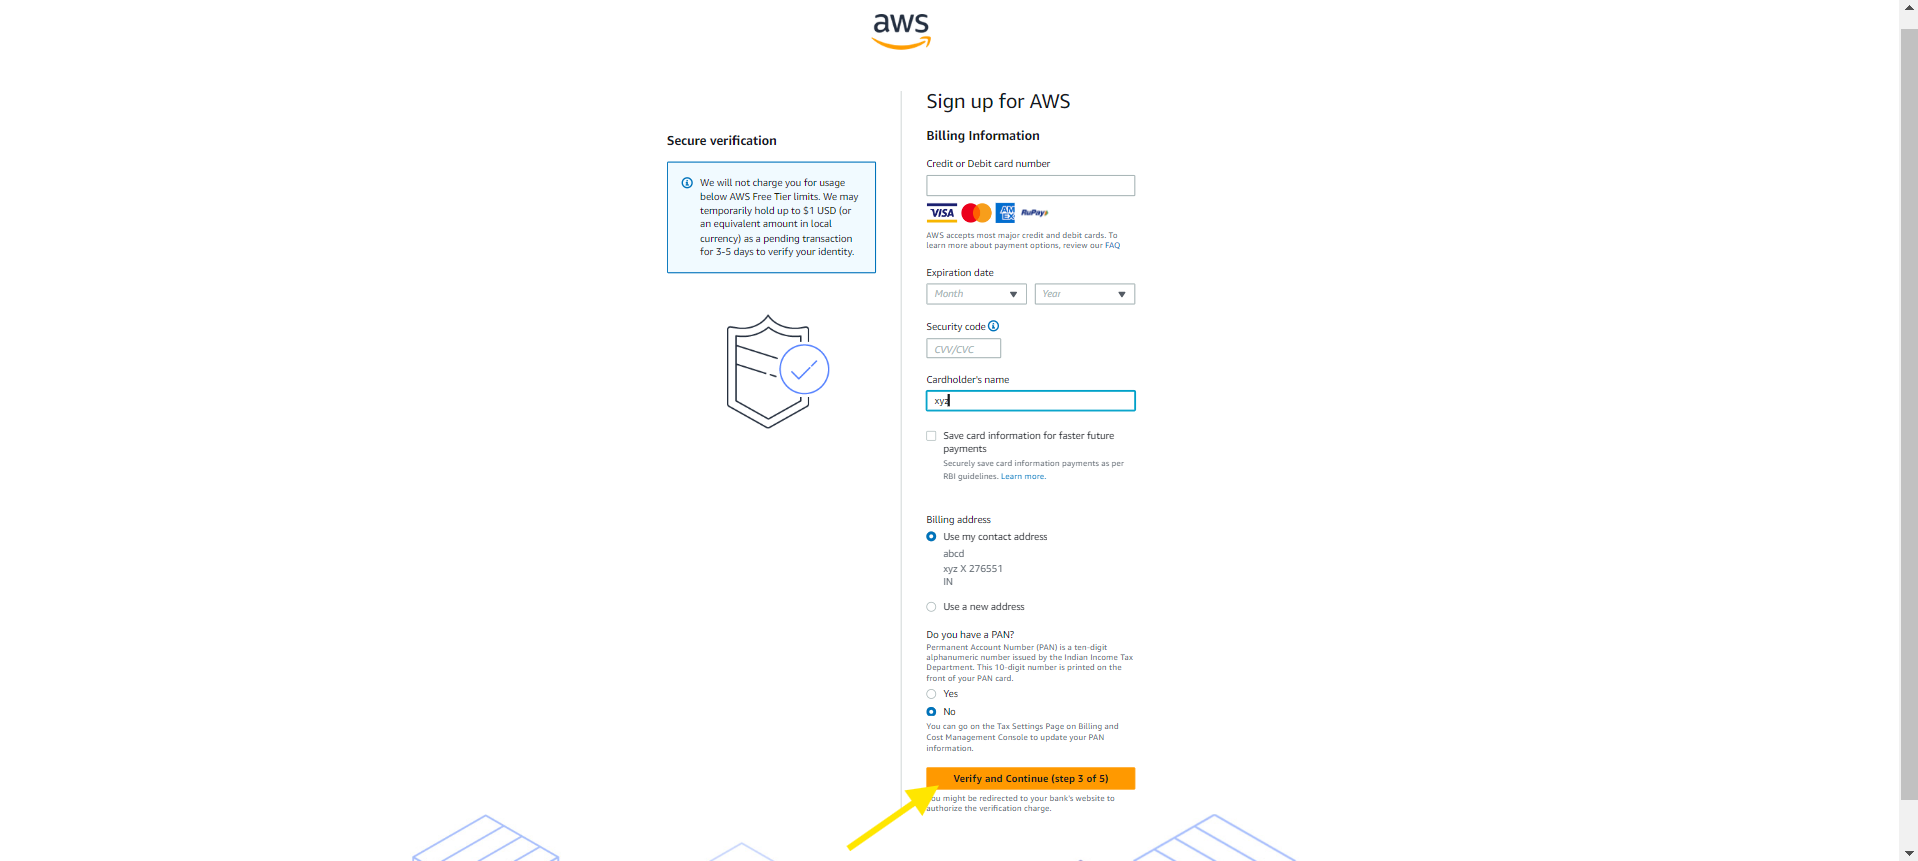 aws
Sign up for AWS
Secure verification
We will not charge you for usage
below AWS Free Tier limits. We may
temporarily hold up to $1 USD (or
an equivalent amount in local
currency) as a pending transaction
for 3-5 days to verify your identity.
Billing Information
Credit or Debit card number
VISA AM EX RuPay
AWS accepts most major credit and debit cards. To
learn more about payment options, review our FAQ
Expiration date
Month Year
Security code
CVV/CVC
Cardholder's name
xyz
Save card information for faster future
payments
Securely save card information payments as per
RBI guidelines. Learn more.
Billing address
Use my contact address
abcd
xyz X 276551
IN
Use a new address
Do you have a PAN?
Permanent Account Number (PAN) is a ten-digit
alphanumeric number issued by the Indian Income Tax
Department. This 10-digit number is printed on the
front of your PAN card.
Yes
No
You can go on the Tax Settings Page on Billing and
Cost Management Console to update your PAN
information.
Verify and Continue (step 3 of 5)
You might be redirected to your bank's website to
authorize the verification charge.